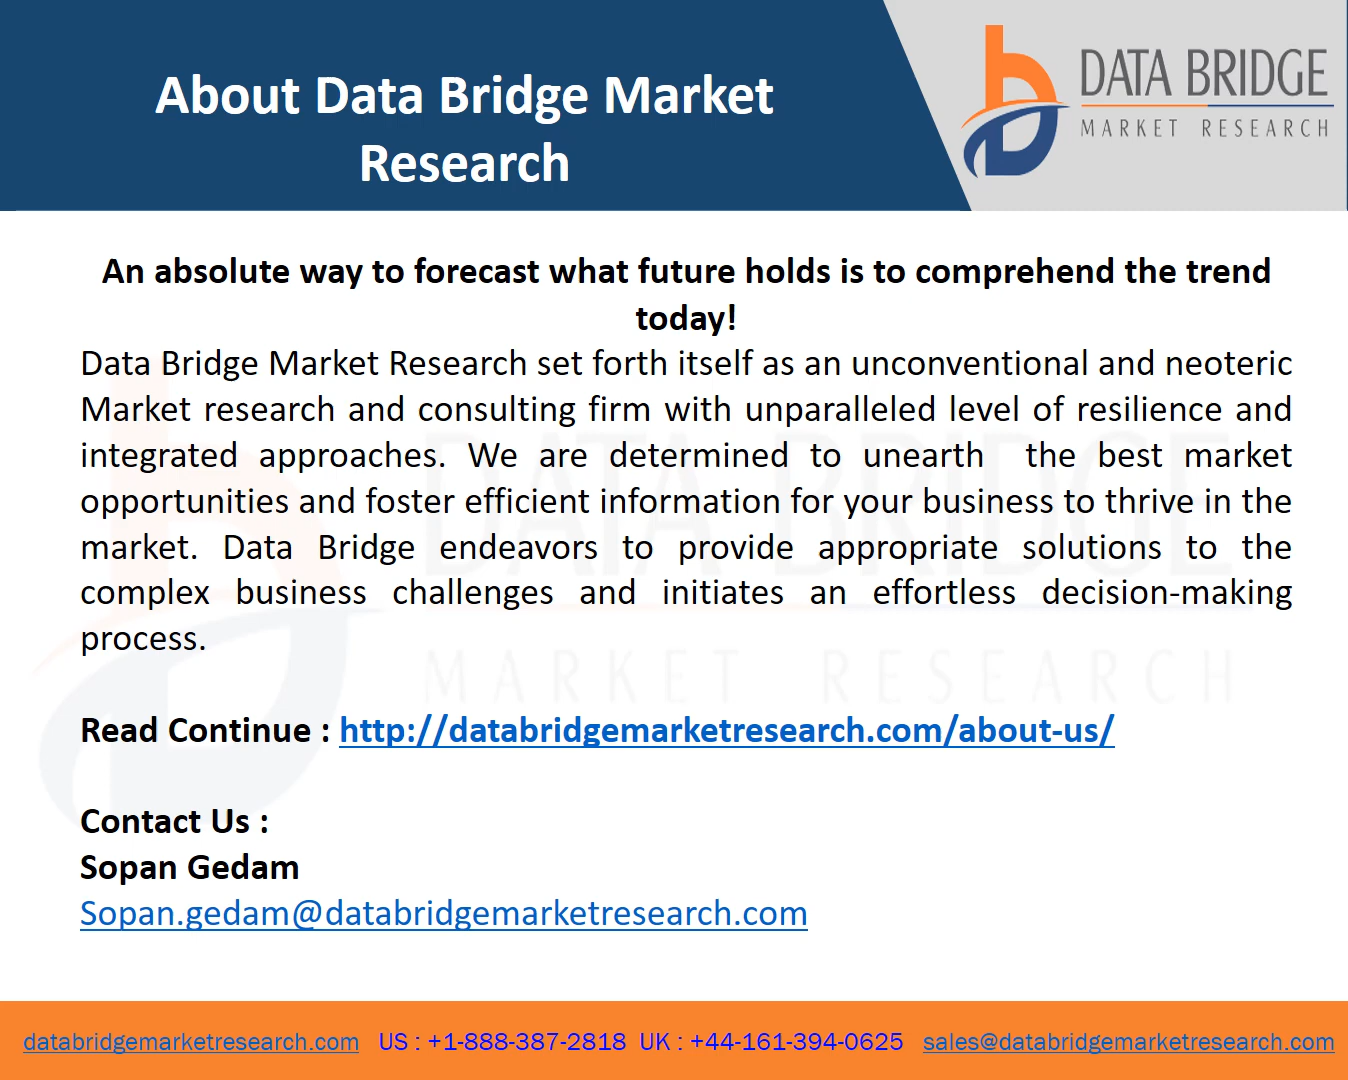 About Data Bridge Market
Research
DATA BRIDGE
MARKET RESEARCH
An absolute way to forecast what future holds is to comprehend the trend
today!
Data Bridge Market Research set forth itself as an unconventional and neoteric
Market research and consulting firm with unparalleled level of resilience and
integrated approaches. We are determined to unearth the best market
opportunities and foster efficient information for your business to thrive in the
market. Data Bridge endeavors to provide appropriate solutions to the
complex business challenges and initiates an effortless decision-making
process.
DATA BRIDGE
MARKET RESEARCH
Read Continue : http://databridgemarketresearch.com/about-us/
Contact Us :
Sopan Gedam
Sopan.gedam@databridgemarketresearch.com
databridgemarketresearch.com US : +1-888-387-2818 UK : +44-161-394-0625 sales@databridgemarketresearch.com